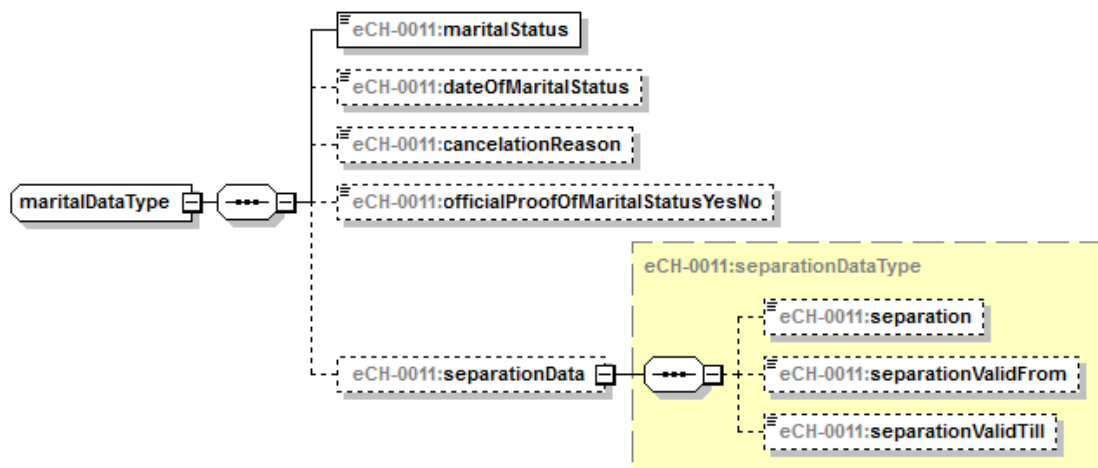 eCH-0011:maritalStatus
eCH-0011:dateOfMaritalStatus
eCH-0011:cancelationReason
maritalDataType
eCH-0011:officialProofOfMaritalStatusYesNo
eCH-0011:separationDataType
eCH-0011:separation
eCH-0011:separationData
eCH-0011:separationValidFrom
eCH-0011:separationValidTill